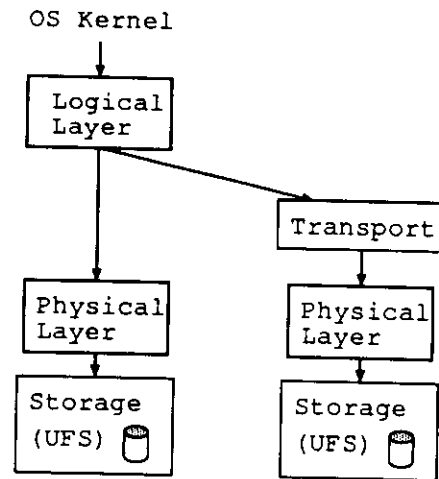 OS Kernel
Logical
Layer
Transport
Physical
Layer
Physical
Layer
Storage
(UFS)
Storage
(UFS)